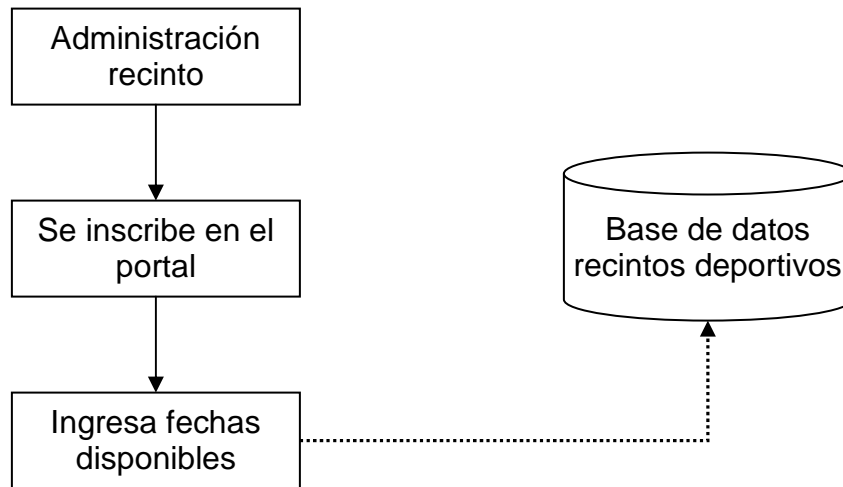 Administración
recinto
Se inscribe en el
portal
Base de datos
recintos deportivos
Ingresa fechas
disponibles